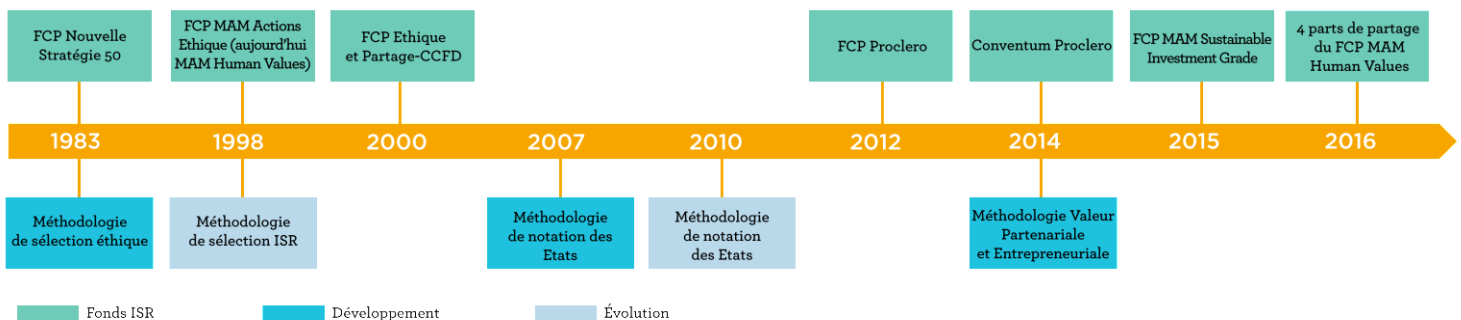 FCP Nouvelle
Stratégie 50
FCP MAM Actions
Ethique (aujourd'hui
MAM Human Values)
FCP Ethique
et Partage-CCFD
FCP Proclero
Conventum Proclero
FCP MAM Sustainable
Investment Grade
4 parts de partage
du FCP MAM
Human Values
1983
1998
2000
2007
2010
2012
2014
2015
2016
Méthodologie
de sélection éthique
Méthodologie
de sélection ISR
Méthodologie
de notation des
Etats
Méthodologie
de notation
des Etats
Méthodologie Valeur
Partenariale
et Entrepreneuriale
Fonds ISR
Développement
Évolution